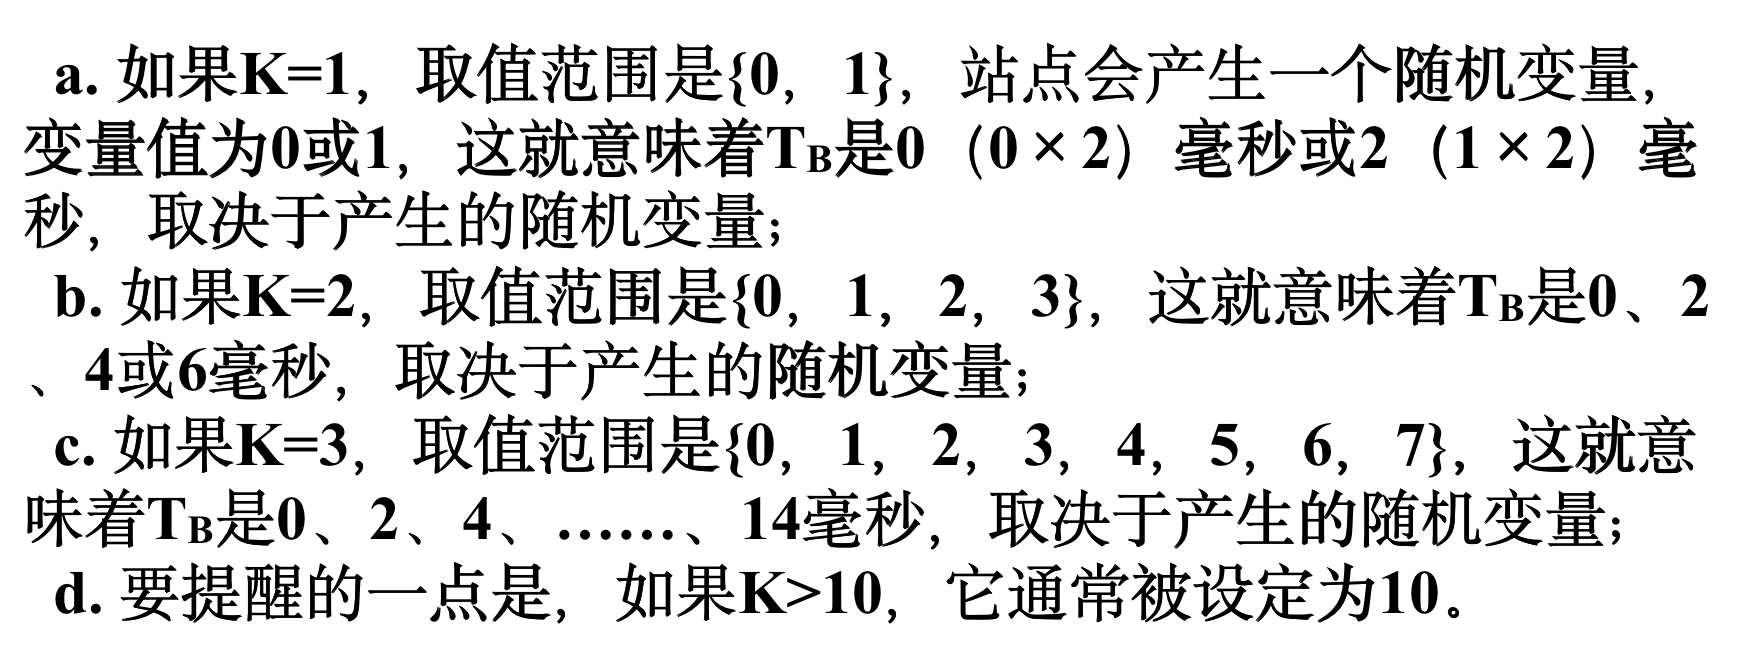 a. 如果K=1，取值范围是{0，1}，站点会产生一个随机变量，
变量值为0或1，这就意味着TB是0（0 × 2）毫秒或2（1 × 2）毫
秒，取决于产生的随机变量；
b. 如果K=2，取值范围是{0，1，2，3}，这就意味着TB是0、2
、4或6毫秒，取决于产生的随机变量；
c. 如果K=3，取值范围是{0，1，2，3，4，5，6，7}，这就意
味着TB是0、2、4、……、14毫秒，取决于产生的随机变量；
d. 要提醒的一点是，如果K>10，它通常被设定为10。